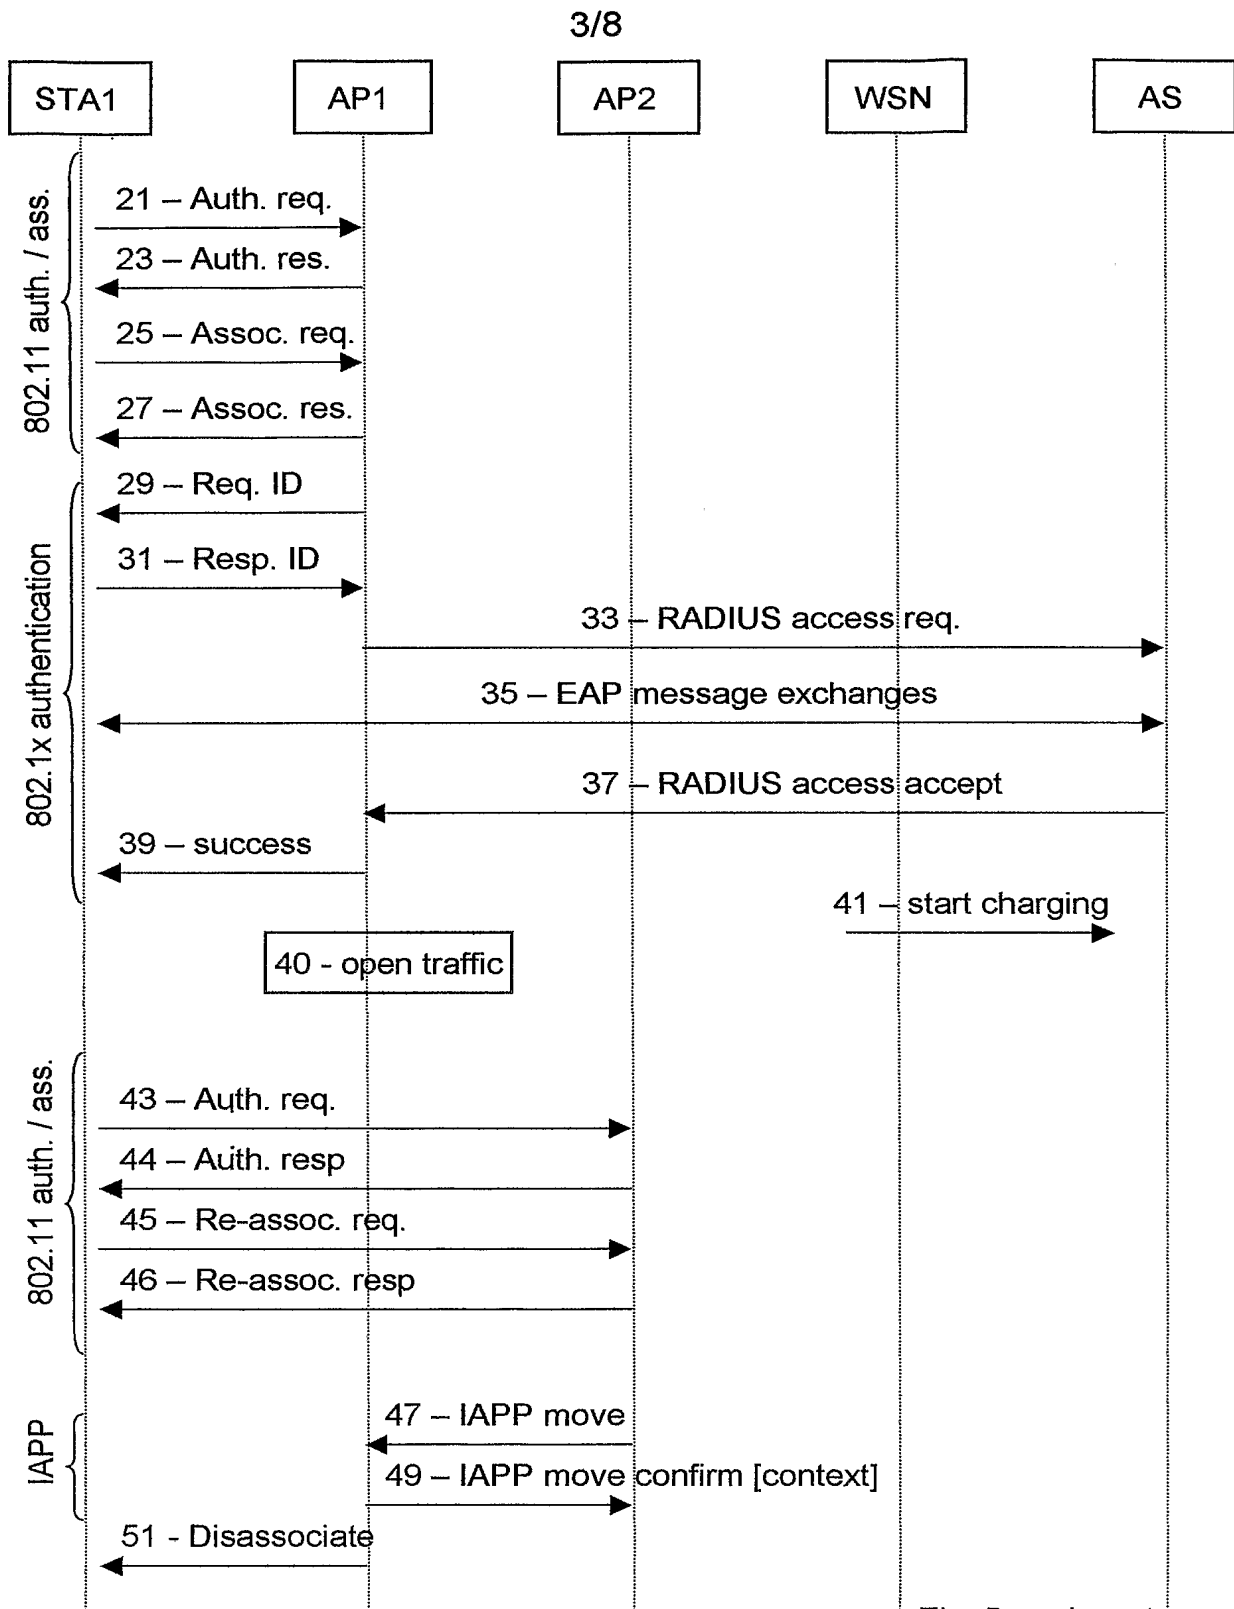 3/8
STA1 AP1 AP2 WSN AS
802.11 auth. / ass.
21 – Auth. req.
23 – Auth. res.
25 – Assoc. req.
27 – Assoc. res.
802.1x authentication
29 – Req. ID
31 – Resp. ID
33 – RADIUS access req.
35 – EAP message exchanges
37 – RADIUS access accept
39 – success
41 – start charging
40 - open traffic
802.11 auth. / ass.
43 – Auth. req.
44 – Auth. resp
45 – Re-assoc. req.
46 – Re-assoc. resp
IAPP
47 – IAPP move
49 – IAPP move confirm [context]
51 - Disassociate